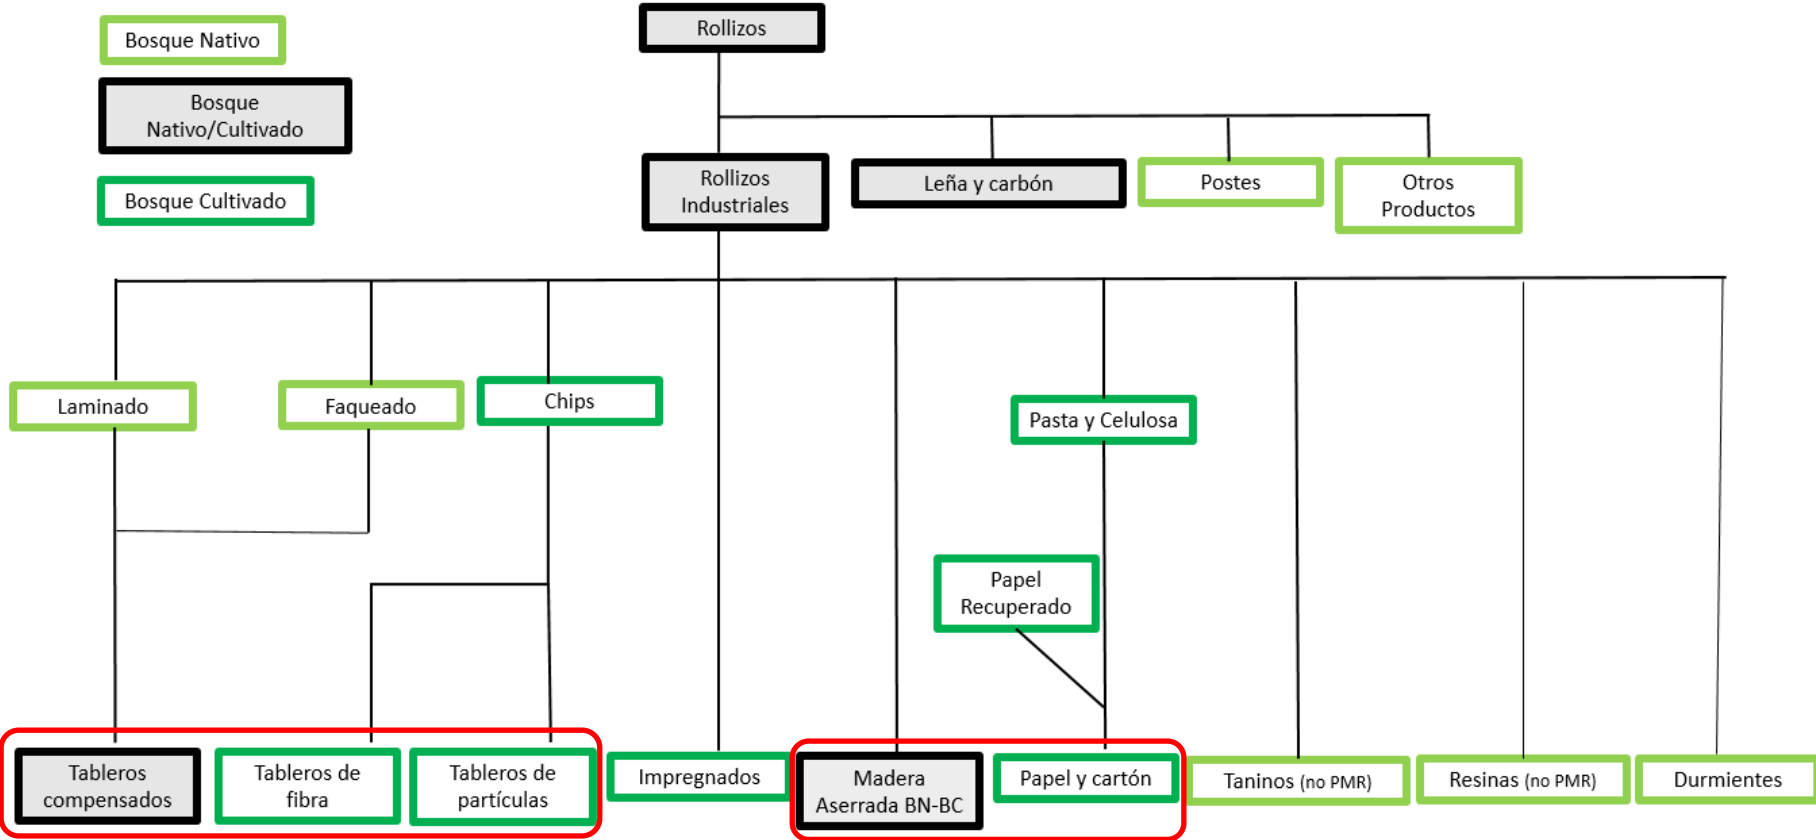 Bosque Nativo
Bosque
Nativo/Cultivado
Bosque Cultivado
Rollizos
Rollizos
Industriales
Leña y carbón
Postes
Otros
Productos
Laminado
Faqueado
Chips
Pasta y Celulosa
Papel
Recuperado
Tableros
compensados
Tableros de
fibra
Tableros de
partículas
Impregnados
Madera
Aserrada BN-BC
Papel y cartón
Taninos (no PMR)
Resinas (no PMR)
Durmientes